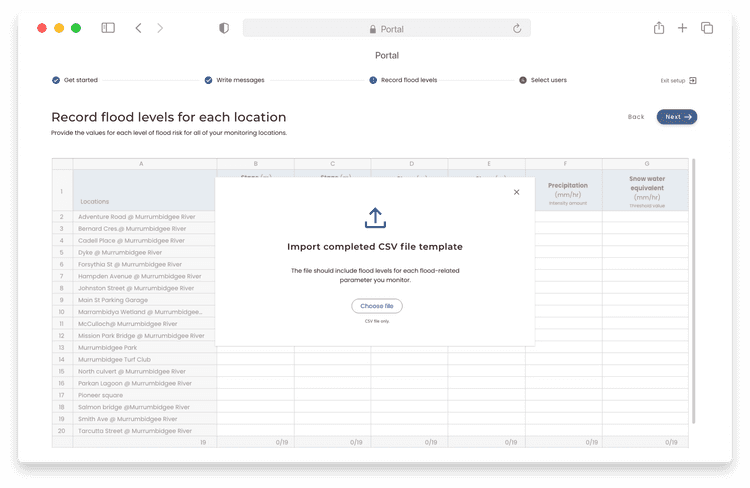 Portal
Portal
Get started
Write messages
Record flood levels
Select users
Exit setup
Record flood levels for each location
Back
Next
Provide the values for each level of flood risk for all of your monitoring locations.
A B C D E F G
1
Locations
Precipitation
(mm/hr)
Intensity amount
Snow water
equivalent
(mm/hr)
Threshold value
2 Adventure Road @ Murrumbidgee River
3 Bernard Cres.@ Murrumbidgee River
4 Cadell Place @ Murrumbidgee River
5 Dyke @ Murrumbidgee River
6 Forsythia St @ Murrumbidgee River
7 Hampden Avenue @ Murrumbidgee River
8 Johnston Street @ Murrumbidgee River
9 Main St Parking Garage
10 Marrambidya Wetland @ Murrumbidgee...
11 McCulloch@ Murrumbidgee River
12 Mission Park Bridge @ Murrumbidgee River
13 Murrumbidgee Park
14 Murrumbidgee Turf Club
15 North culvert @ Murrumbidgee River
16 Parkan Lagoon @ Murrumbidgee River
17 Pioneer square
18 Salmon bridge @Murrumbidgee River
19 Smith Ave @ Murrumbidgee River
20 Tarcutta Street @ Murrumbidgee River
19 0/19 0/19 0/19 0/19 0/19 0/19
Import completed CSV file template
The file should include flood levels for each flood-related
parameter you monitor.
Choose file
CSV file only.